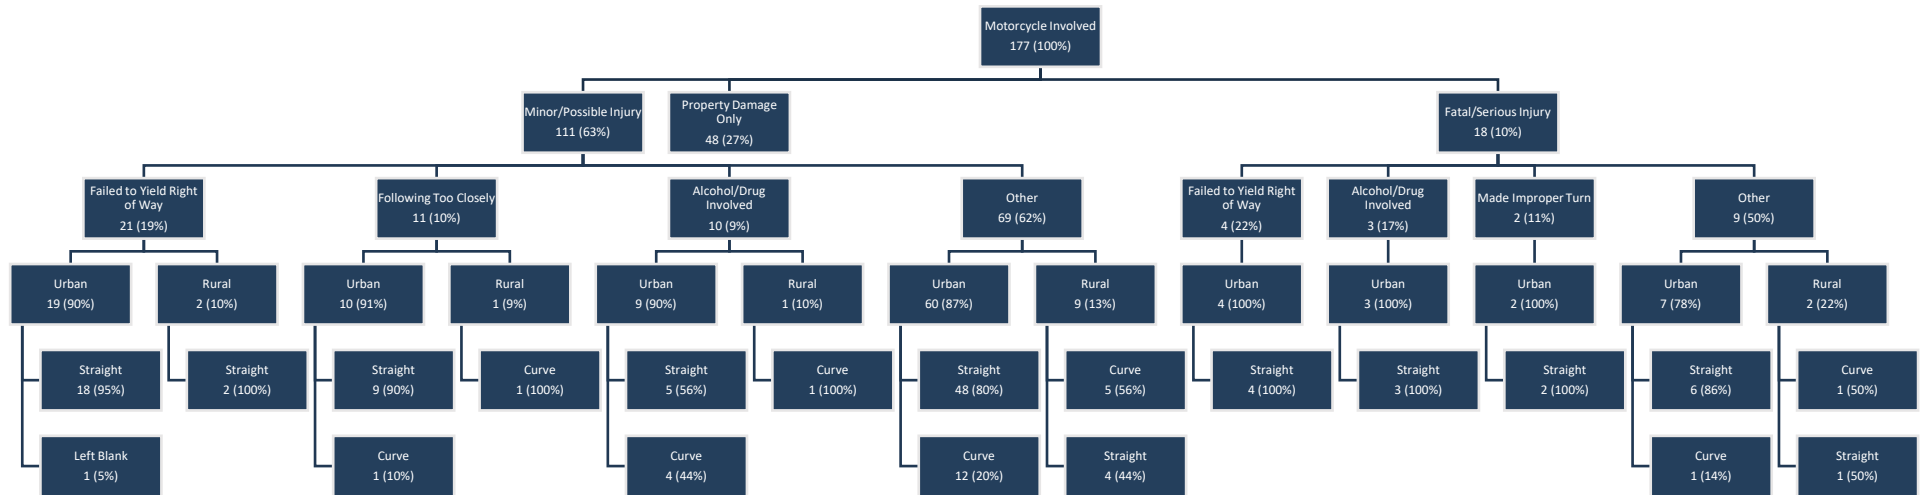 Motorcycle Involved
177 (100%)
Minor/Possible Injury
111 (63%)
Property Damage
Only
48 (27%)
Fatal/Serious Injury
18 (10%)
Failed to Yield Right
of Way
21 (19%)
Following Too Closely
11 (10%)
Alcohol/Drug
Involved
10 (9%)
Other
69 (62%)
Failed to Yield Right
of Way
4 (22%)
Alcohol/Drug
Involved
3 (17%)
Made Improper Turn
2 (11%)
Other
9 (50%)
Urban
19 (90%)
Rural
2 (10%)
Urban
10 (91%)
Rural
1 (9%)
Urban
9 (90%)
Rural
1 (10%)
Urban
60 (87%)
Rural
9 (13%)
Urban
4 (100%)
Urban
3 (100%)
Urban
2 (100%)
Urban
7 (78%)
Rural
2 (22%)
Straight
18 (95%)
Straight
2 (100%)
Straight
9 (90%)
Curve
1 (100%)
Straight
5 (56%)
Curve
1 (100%)
Straight
48 (80%)
Curve
5 (56%)
Straight
4 (100%)
Straight
3 (100%)
Straight
2 (100%)
Straight
6 (86%)
Curve
1 (50%)
Left Blank
1 (5%)
Curve
1 (10%)
Curve
4 (44%)
Curve
12 (20%)
Straight
4 (44%)
Curve
1 (14%)
Straight
1 (50%)